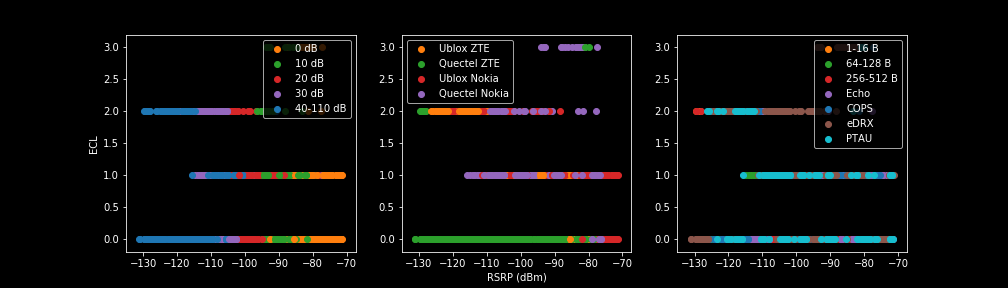 3.0
2.5
2.0
1.5
1.0
0.5
0.0
ECL
−130 −120 −110 −100 −90 −80 −70
0 dB
10 dB
20 dB
30 dB
40-110 dB
3.0
2.5
2.0
1.5
1.0
0.5
0.0
−130 −120 −110 −100 −90 −80 −70
RSRP (dBm)
Ublox ZTE
Quectel ZTE
Ublox Nokia
Quectel Nokia
3.0
2.5
2.0
1.5
1.0
0.5
0.0
−130 −120 −110 −100 −90 −80 −70
1-16 B
64-128 B
256-512 B
Echo
COPS
eDRX
PTAU